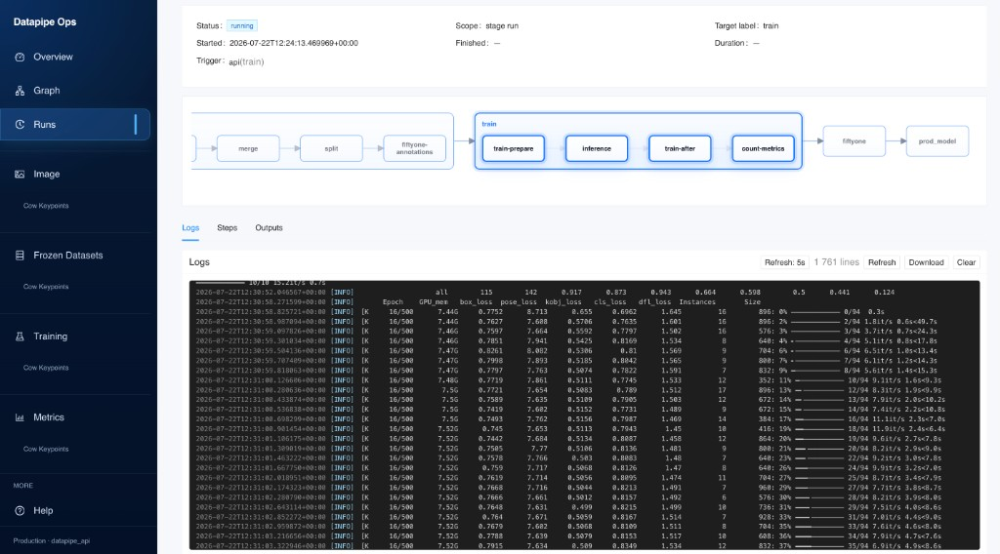 Datapipe Ops
Overview
Graph
Runs
Image
Cow Keypoints
Frozen Datasets
Cow Keypoints
Training
Cow Keypoints
Metrics
Cow Keypoints
MORE
Help
Production · datapipe_api
Status: running
Scope: stage run
Target label: train
Started: 2026-07-22T12:24:13.469969+00:00
Finished: —
Duration: —
Trigger: api(train)
merge
split
fiftyone-annotations
train
train-prepare
inference
train-after
count-metrics
fiftyone
prod_model
Logs Steps Outputs
Logs
Refresh: 5s 1 761 lines Refresh Download Clear
10/10 15.2it/s 0.7s
2026-07-22T12:30:52.046567+00:00 [INFO] all 115 142 0.917 0.873 0.943 0.664 0.598 0.5 0.441 0.124
2026-07-22T12:30:58.271599+00:00 [INFO] Epoch GPU_mem box_loss pose_loss kobj_loss cls_loss dfl_loss Instances Size
2026-07-22T12:30:58.825721+00:00 [INFO] [K 16/500 7.44G 0.7752 8.713 0.655 0.6962 1.645 16 896: 0% 0/94 0.3s
2026-07-22T12:30:58.987094+00:00 [INFO] [K 16/500 7.46G 0.7627 7.608 0.5706 0.7635 1.601 16 896: 2% 2/94 1.8it/s 0.6s<49.7s
2026-07-22T12:30:59.097826+00:00 [INFO] [K 16/500 7.46G 0.7597 7.664 0.5592 0.7797 1.502 16 576: 3% 3/94 3.7it/s 0.7s<24.3s
2026-07-22T12:30:59.301034+00:00 [INFO] [K 16/500 7.46G 0.7851 7.941 0.5425 0.8169 1.534 8 640: 4% 5/94 5.0it/s 0.8s<17.8s
2026-07-22T12:30:59.504136+00:00 [INFO] [K 16/500 7.47G 0.8261 8.082 0.5306 0.81 1.569 9 704: 6% 6/94 6.5it/s 1.0s<13.4s
2026-07-22T12:30:59.707409+00:00 [INFO] [K 16/500 7.47G 0.7998 7.893 0.5185 0.8042 1.565 9 800: 7% 7/94 6.1it/s 1.2s<14.3s
2026-07-22T12:30:59.818063+00:00 [INFO] [K 16/500 7.47G 0.7797 7.763 0.5074 0.7822 1.591 7 832: 9% 8/94 5.6it/s 1.4s<15.3s
2026-07-22T12:31:00.126606+00:00 [INFO] [K 16/500 7.48G 0.7719 7.861 0.5111 0.7745 1.533 12 352: 11% 10/94 9.1it/s 1.6s<9.3s
2026-07-22T12:31:00.280636+00:00 [INFO] [K 16/500 7.5G 0.7721 7.654 0.5083 0.789 1.512 17 896: 13% 12/94 8.3it/s 1.9s<9.9s
2026-07-22T12:31:00.433874+00:00 [INFO] [K 16/500 7.5G 0.7589 7.635 0.5109 0.7905 1.503 12 672: 14% 13/94 7.9it/s 2.0s<10.2s
2026-07-22T12:31:00.536838+00:00 [INFO] [K 16/500 7.5G 0.7419 7.602 0.5152 0.7731 1.489 9 672: 15% 14/94 7.4it/s 2.2s<10.8s
2026-07-22T12:31:00.698299+00:00 [INFO] [K 16/500 7.5G 0.7493 7.762 0.5156 0.7987 1.469 14 384: 17% 16/94 11.1it/s 2.3s<7.0s
2026-07-22T12:31:00.901454+00:00 [INFO] [K 16/500 7.52G 0.745 7.653 0.5113 0.7943 1.45 10 416: 19% 18/94 11.9it/s 2.4s<6.4s
2026-07-22T12:31:01.106175+00:00 [INFO] [K 16/500 7.52G 0.7442 7.684 0.5134 0.8087 1.458 12 864: 20% 19/94 9.6it/s 2.7s<7.8s
2026-07-22T12:31:01.309019+00:00 [INFO] [K 16/500 7.52G 0.7505 7.77 0.5106 0.8136 1.481 9 800: 21% 20/94 8.2it/s 2.9s<9.0s
2026-07-22T12:31:01.463222+00:00 [INFO] [K 16/500 7.52G 0.7578 7.766 0.503 0.8083 1.48 7 640: 23% 22/94 9.2it/s 3.0s<7.8s
2026-07-22T12:31:01.667750+00:00 [INFO] [K 16/500 7.52G 0.759 7.717 0.5068 0.8126 1.47 8 640: 26% 24/94 9.9it/s 3.2s<7.1s
2026-07-22T12:31:02.018951+00:00 [INFO] [K 16/500 7.52G 0.7619 7.714 0.5056 0.8095 1.474 11 704: 27% 25/94 8.7it/s 3.4s<7.9s
2026-07-22T12:31:02.174323+00:00 [INFO] [K 16/500 7.52G 0.7668 7.716 0.5044 0.8213 1.491 7 960: 29% 27/94 7.7it/s 3.8s<8.7s
2026-07-22T12:31:02.280790+00:00 [INFO] [K 16/500 7.52G 0.7666 7.661 0.5012 0.8157 1.492 6 576: 30% 28/94 8.2it/s 3.9s<8.0s
2026-07-22T12:31:02.643114+00:00 [INFO] [K 16/500 7.52G 0.7648 7.631 0.499 0.8215 1.499 10 736: 31% 29/94 7.5it/s 4.0s<8.6s
2026-07-22T12:31:02.852272+00:00 [INFO] [K 16/500 7.52G 0.764 7.671 0.5059 0.8167 1.514 7 928: 33% 31/94 7.0it/s 4.4s<9.0s
2026-07-22T12:31:02.959872+00:00 [INFO] [K 16/500 7.52G 0.7679 7.602 0.5068 0.8109 1.511 8 704: 35% 33/94 7.6it/s 4.6s<8.0s
2026-07-22T12:31:03.216656+00:00 [INFO] [K 16/500 7.52G 0.7788 7.639 0.5079 0.8153 1.517 10 608: 36% 34/94 7.9it/s 4.7s<7.6s
2026-07-22T12:31:03.322946+00:00 [INFO] [K 16/500 7.52G 0.7915 7.634 0.509 0.8349 1.534 12 832: 37% 35/94 6.9it/s 4.9s<8.6s